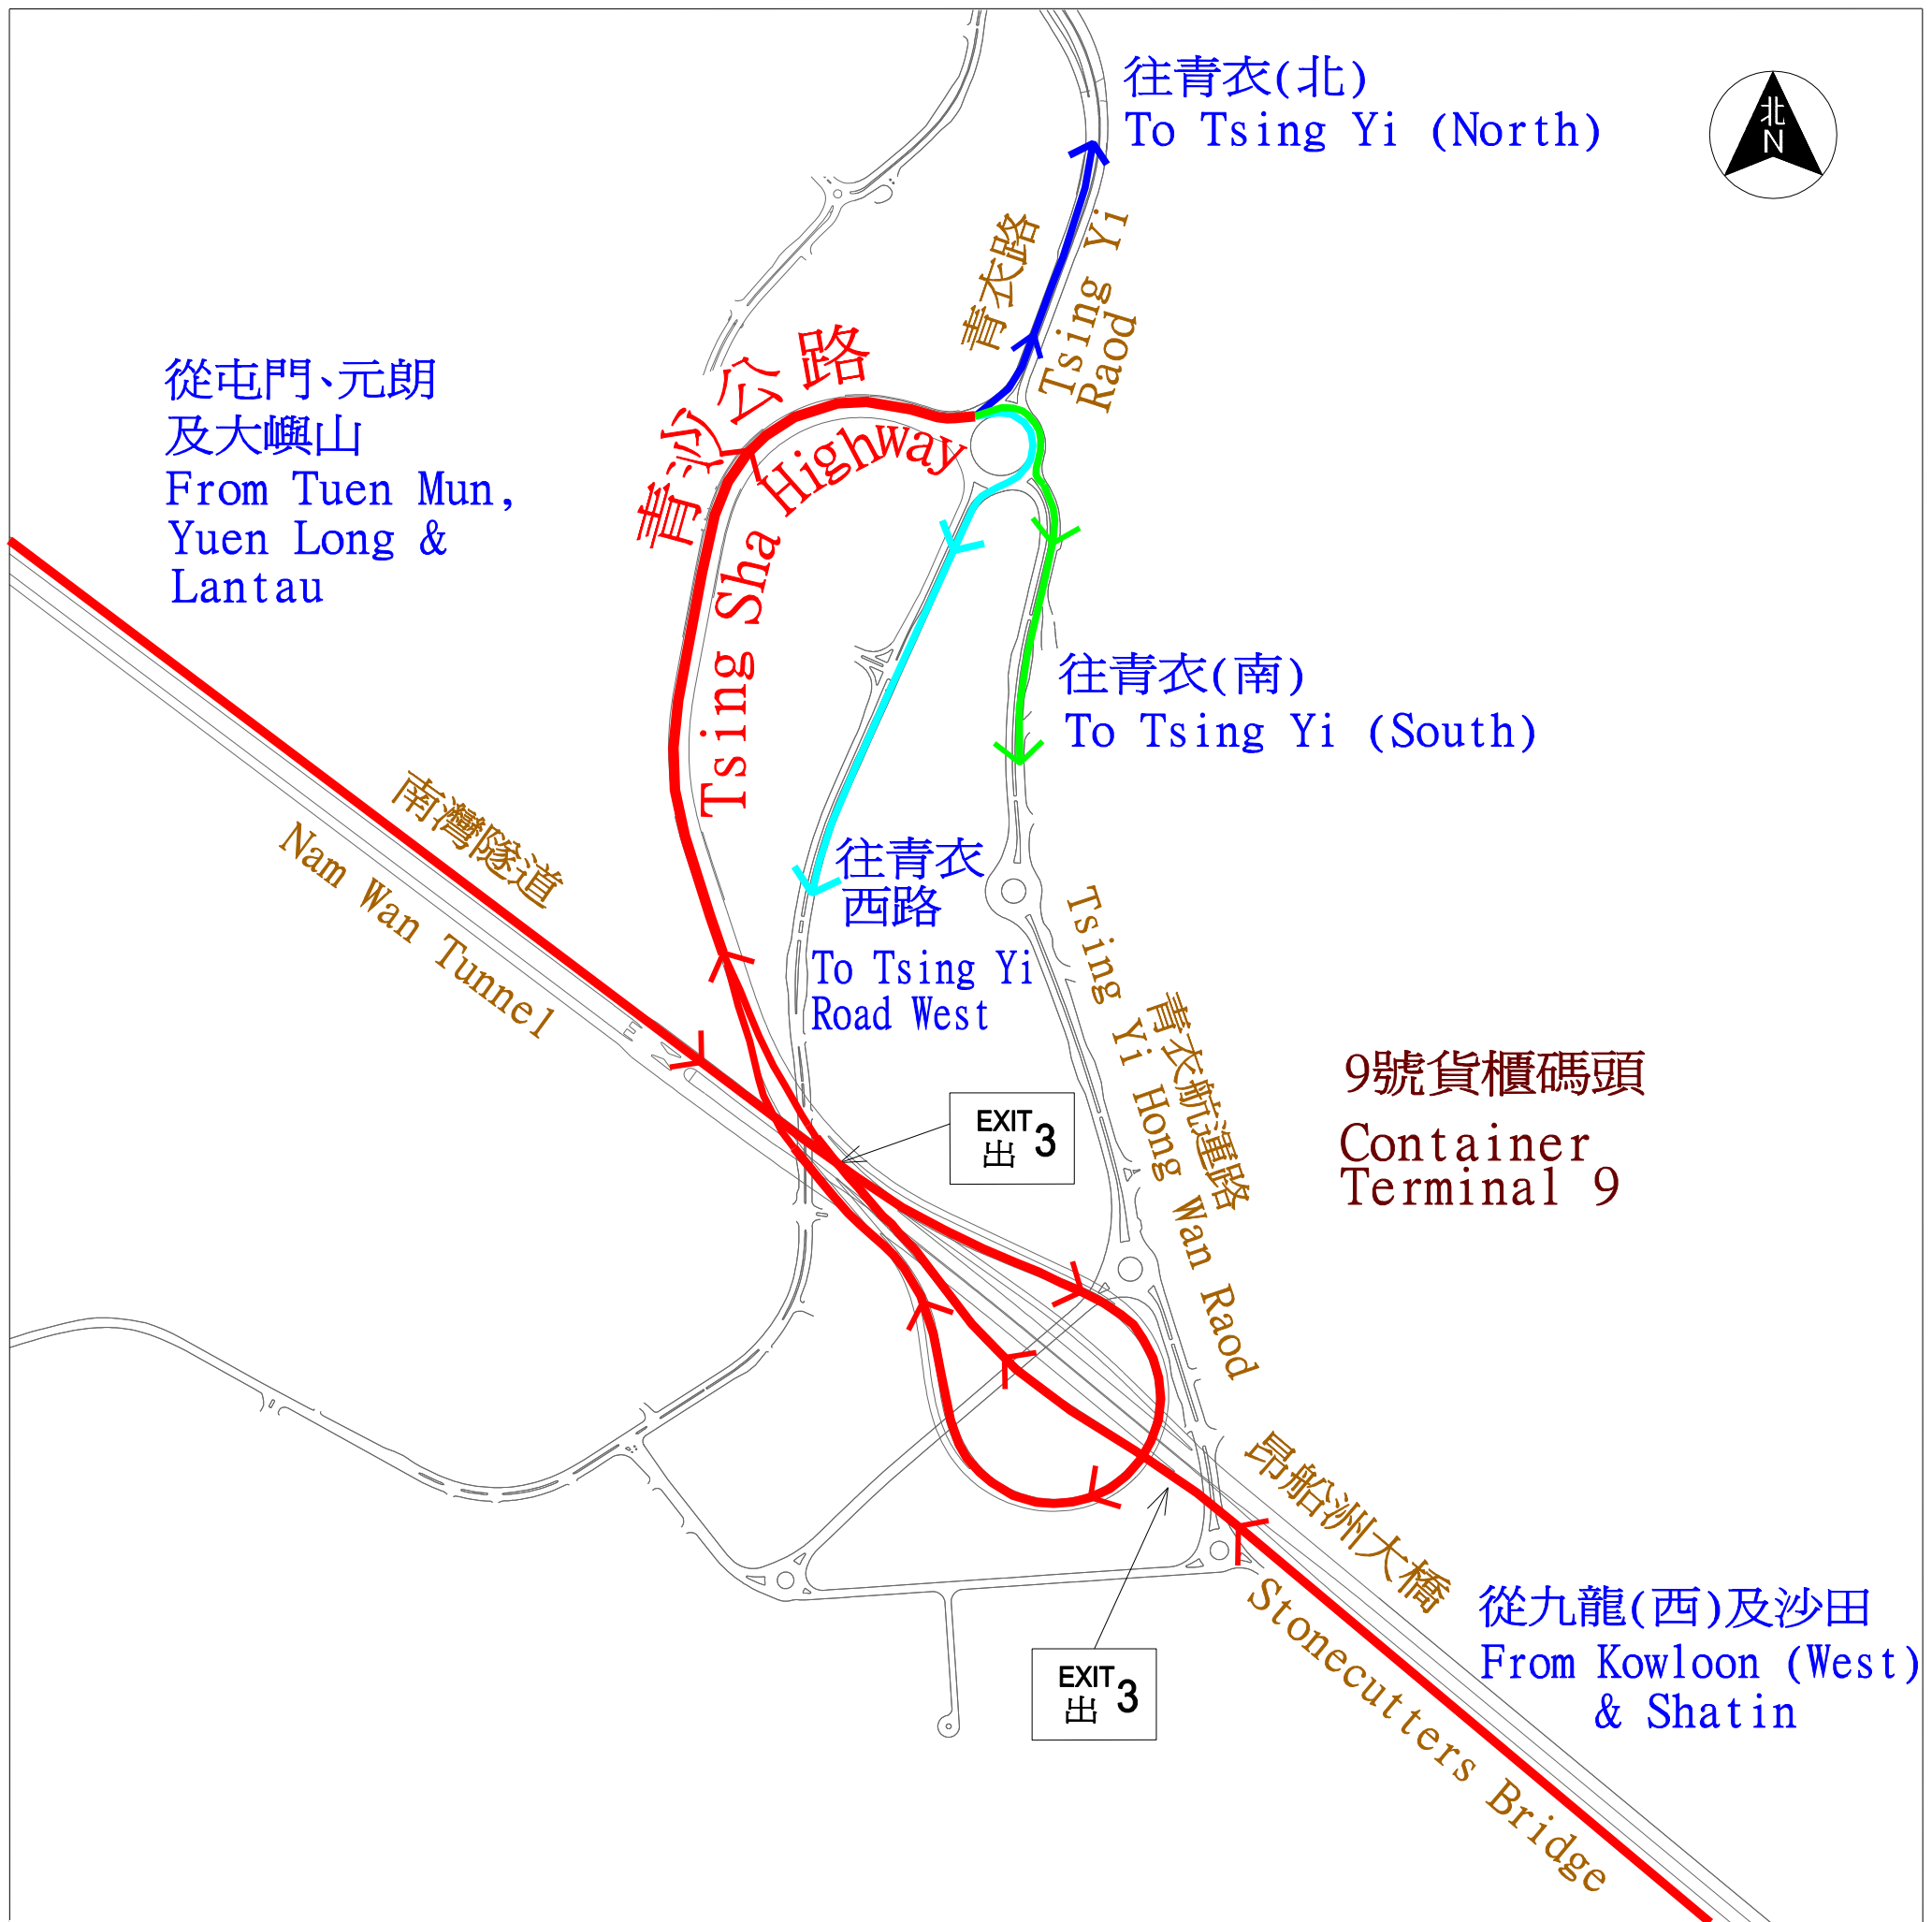 往青衣(北)
To Tsing Yi (North)
北
N
青衣路
Tsing Yi
Raod
從屯門、元朗
及大嶼山
From Tuen Mun,
Yuen Long &
Lantau
青沙公路
Tsing Sha Highway
往青衣(南)
To Tsing Yi (South)
南灣隧道
Nam Wan Tunnel
往青衣
西路
To Tsing Yi
Road West
青衣航運路
Tsing Yi Hong Wan Raod
9號貨櫃碼頭
Container
Terminal 9
EXIT 3
出
昂船洲大橋
Stonecutters Bridge
從九龍(西)及沙田
From Kowloon (West)
& Shatin
EXIT 3
出